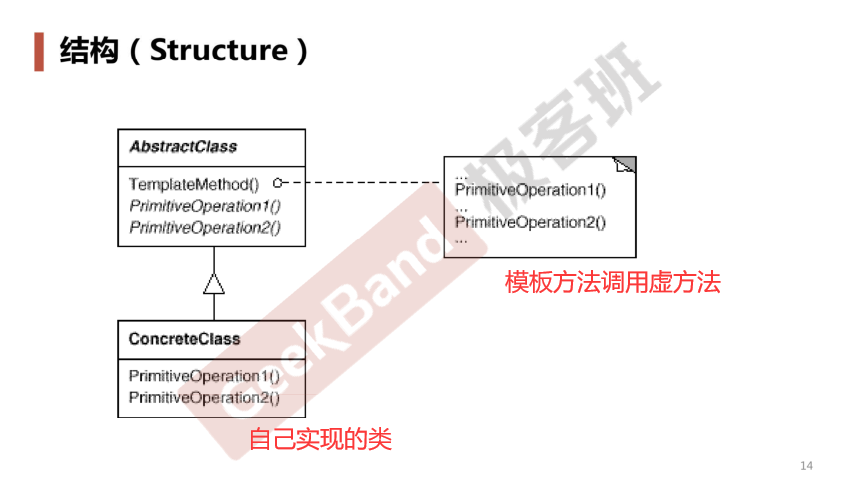 结构（Structure）
AbstractClass
TemplateMethod()
PrimitiveOperation1()
PrimitiveOperation2()
...
PrimitiveOperation1()
...
PrimitiveOperation2()
...
模板方法调用虚方法
ConcreteClass
PrimitiveOperation1()
PrimitiveOperation2()
自己实现的类
GeekBand 极客班
14